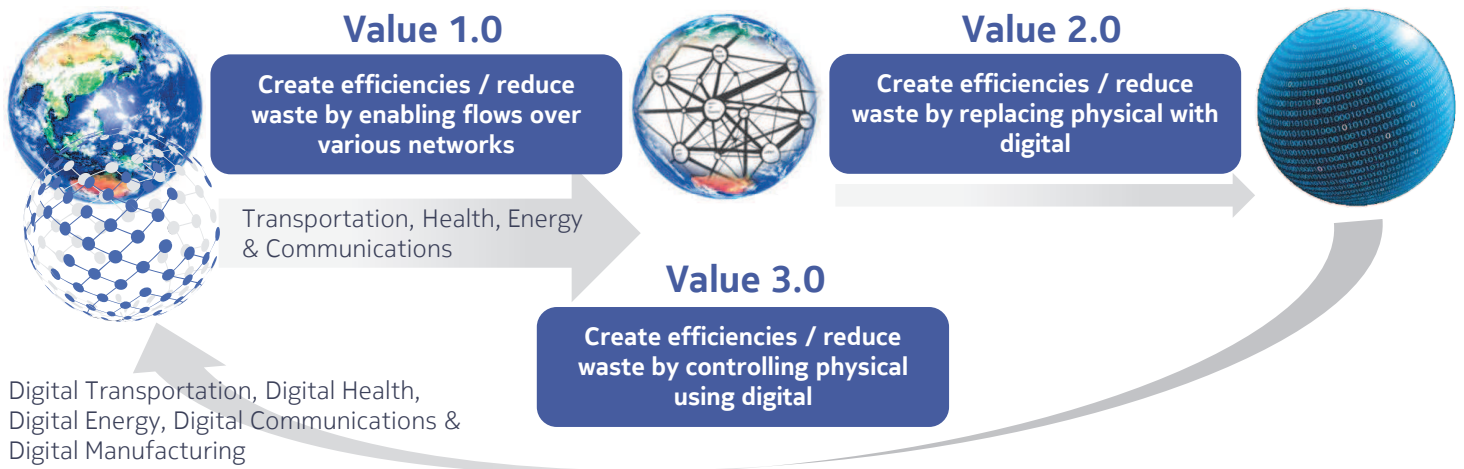 Value 1.0
Create efficiencies / reduce
waste by enabling flows over
various networks
Transportation, Health, Energy
& Communications
Value 2.0
Create efficiencies / reduce
waste by replacing physical with
digital
Value 3.0
Create efficiencies / reduce
waste by controlling physical
using digital
Digital Transportation, Digital Health,
Digital Energy, Digital Communications &
Digital Manufacturing